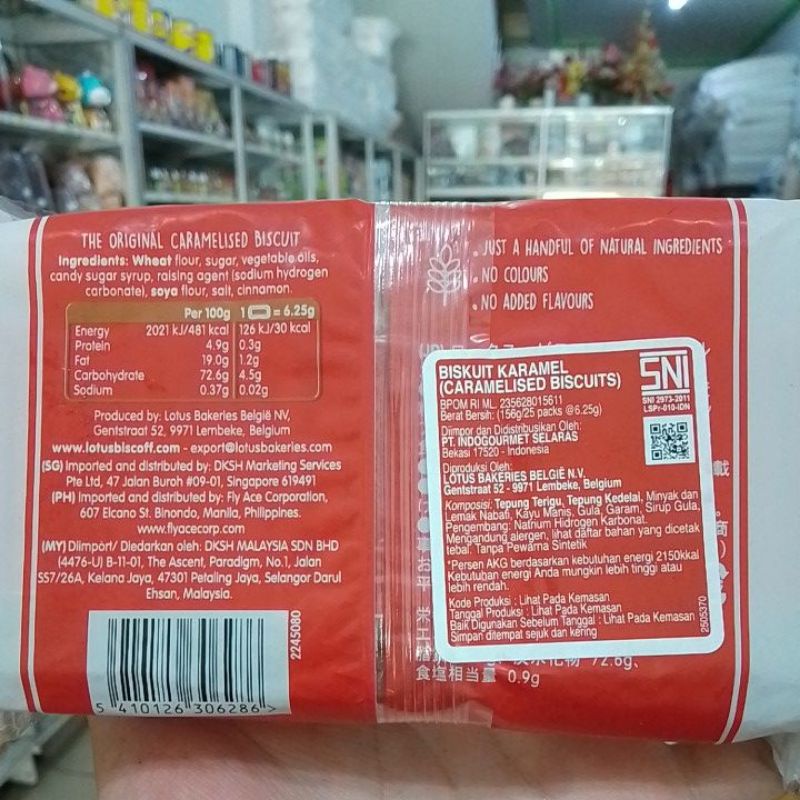 THE ORIGINAL CARAMELISED BISCUIT
Ingredients: Wheat flour, sugar, vegetable oils,
candy sugar syrup, raising agent (sodium hydrogen
carbonate), soya flour, salt, cinnamon.
Per 100g 1 = 6.25g
Energy 2021 kJ/481 kcal 126 kJ/30 kcal
Protein 4.9g 0.3g
Fat 19.0g 1.2g
Carbohydrate 72.6g 4.5g
Sodium 0.37g 0.02g
Produced by: Lotus Bakeries België NV,
Gentstraat 52, 9971 Lembeke, Belgium
www.lotusbiscoff.com - export@lotusbakeries.com
(SG) Imported and distributed by: DKSH Marketing Services
Pte Ltd, 47 Jalan Buroh #09-01, Singapore 619491
(PH) Imported and distributed by: Fly Ace Corporation,
607 Elcano St. Binondo, Manila, Philippines.
www.flyacecorp.com
(MY) Diimport/ Diedarkan oleh: DKSH MALAYSIA SDN BHD
(4476-U) B-11-01, The Ascent, Paradigm, No.1, Jalan
SS7/26A, Kelana Jaya, 47301 Petaling Jaya, Selangor Darul
Ehsan, Malaysia.
2245080
5 410126 306286 >
• JUST A HANDFUL OF NATURAL INGREDIENTS
• NO COLOURS
• NO ADDED FLAVOURS
BISKUIT KARAMEL
(CARAMELISED BISCUITS)
BPOM RI ML 235628015611
Berat Bersih: (156g/25 packs @6.25g)
SNI
SNI 2973-2011
LSPr-010-IDN
Diimpor dan Didistribusikan Oleh:
PT. INDOGOURMET SELARAS
Bekasi 17520 - Indonesia
Diproduksi Oleh:
LOTUS BAKERIES BELGIË N.V.
Gentstraat 52 - 9971 Lembeke, Belgium
Komposisi: Tepung Terigu, Tepung Kedelai, Minyak dan
Lemak Nabati, Kayu Manis, Gula, Garam, Sirup Gula,
Pengembang: Natrium Hidrogen Karbonat.
Mengandung alergen, lihat daftar bahan yang dicetak
tebal. Tanpa Pewarna Sintetik
*Persen AKG berdasarkan kebutuhan energi 2150kkal
Kebutuhan energi Anda mungkin lebih tinggi atau
lebih rendah.
Kode Produksi : Lihat Pada Kemasan
Tanggal Produksi : Lihat Pada Kemasan
Baik Digunakan Sebelum Tanggal : Lihat Pada Kemasan
Simpan ditempat sejuk dan kering
2505370
72.6g、
食塩相当量 0.9g